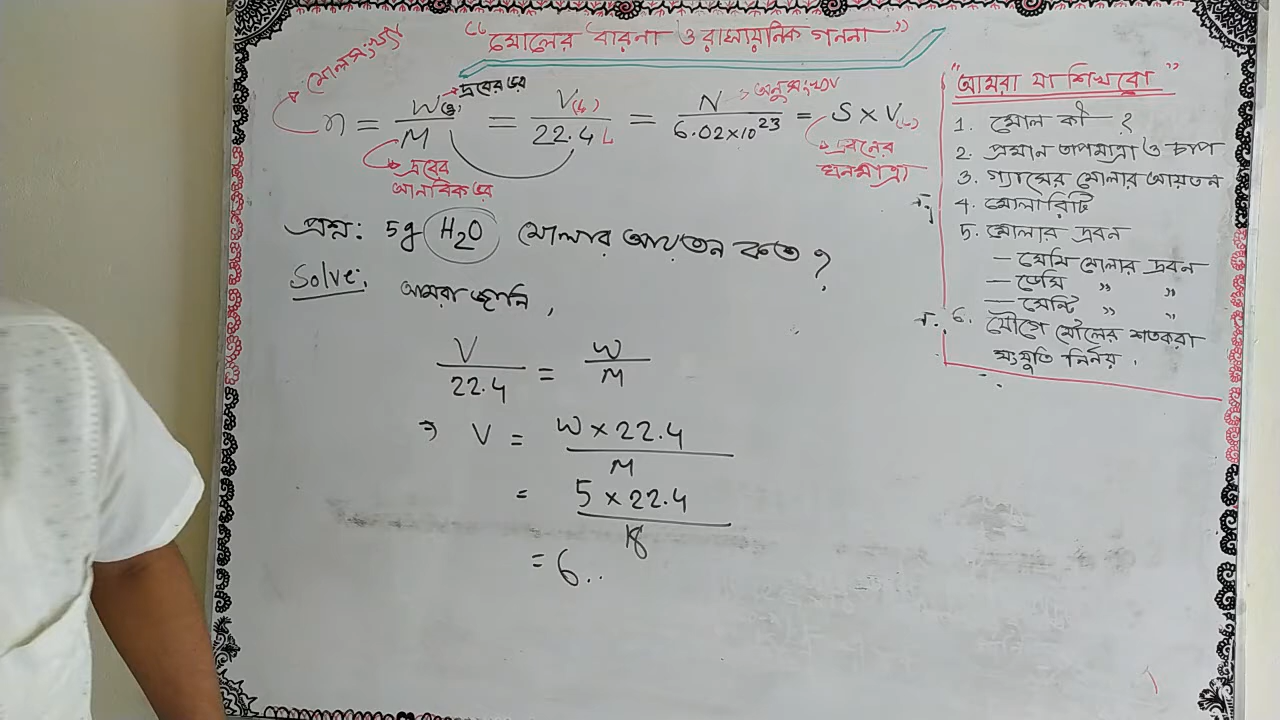 “মোলের ধারনা ও রাসায়নিক গননা”
মোলসংখ্যা
n = W(g) / M = V(L) / 22.4 L = N / 6.02×10²³ = S × V(L)
দ্রবের ভর
অনুসংখ্যা
দ্রবের আনবিক ভর
দ্রবনের ঘনমাত্রা
প্রশ্ন: 5g H₂O মোলার আয়তন কত ?
Solve: আমরা জানি,
V / 22.4 = W / M
⇒ V = W × 22.4 / M
= 5 × 22.4 / 18
= 6..
“আমরা যা শিখবো”
1. মোল কী ?
2. প্রমান তাপমাত্রা ও চাপ
3. গ্যাসের মোলার আয়তন
4. মোলারিটি
5. মোলার দ্রবন
— সেমি মোলার দ্রবন
— ডেসি ” ”
— সেন্টি ” ”
6. যৌগে মৌলের শতকরা
সংযুতি নির্নয়।